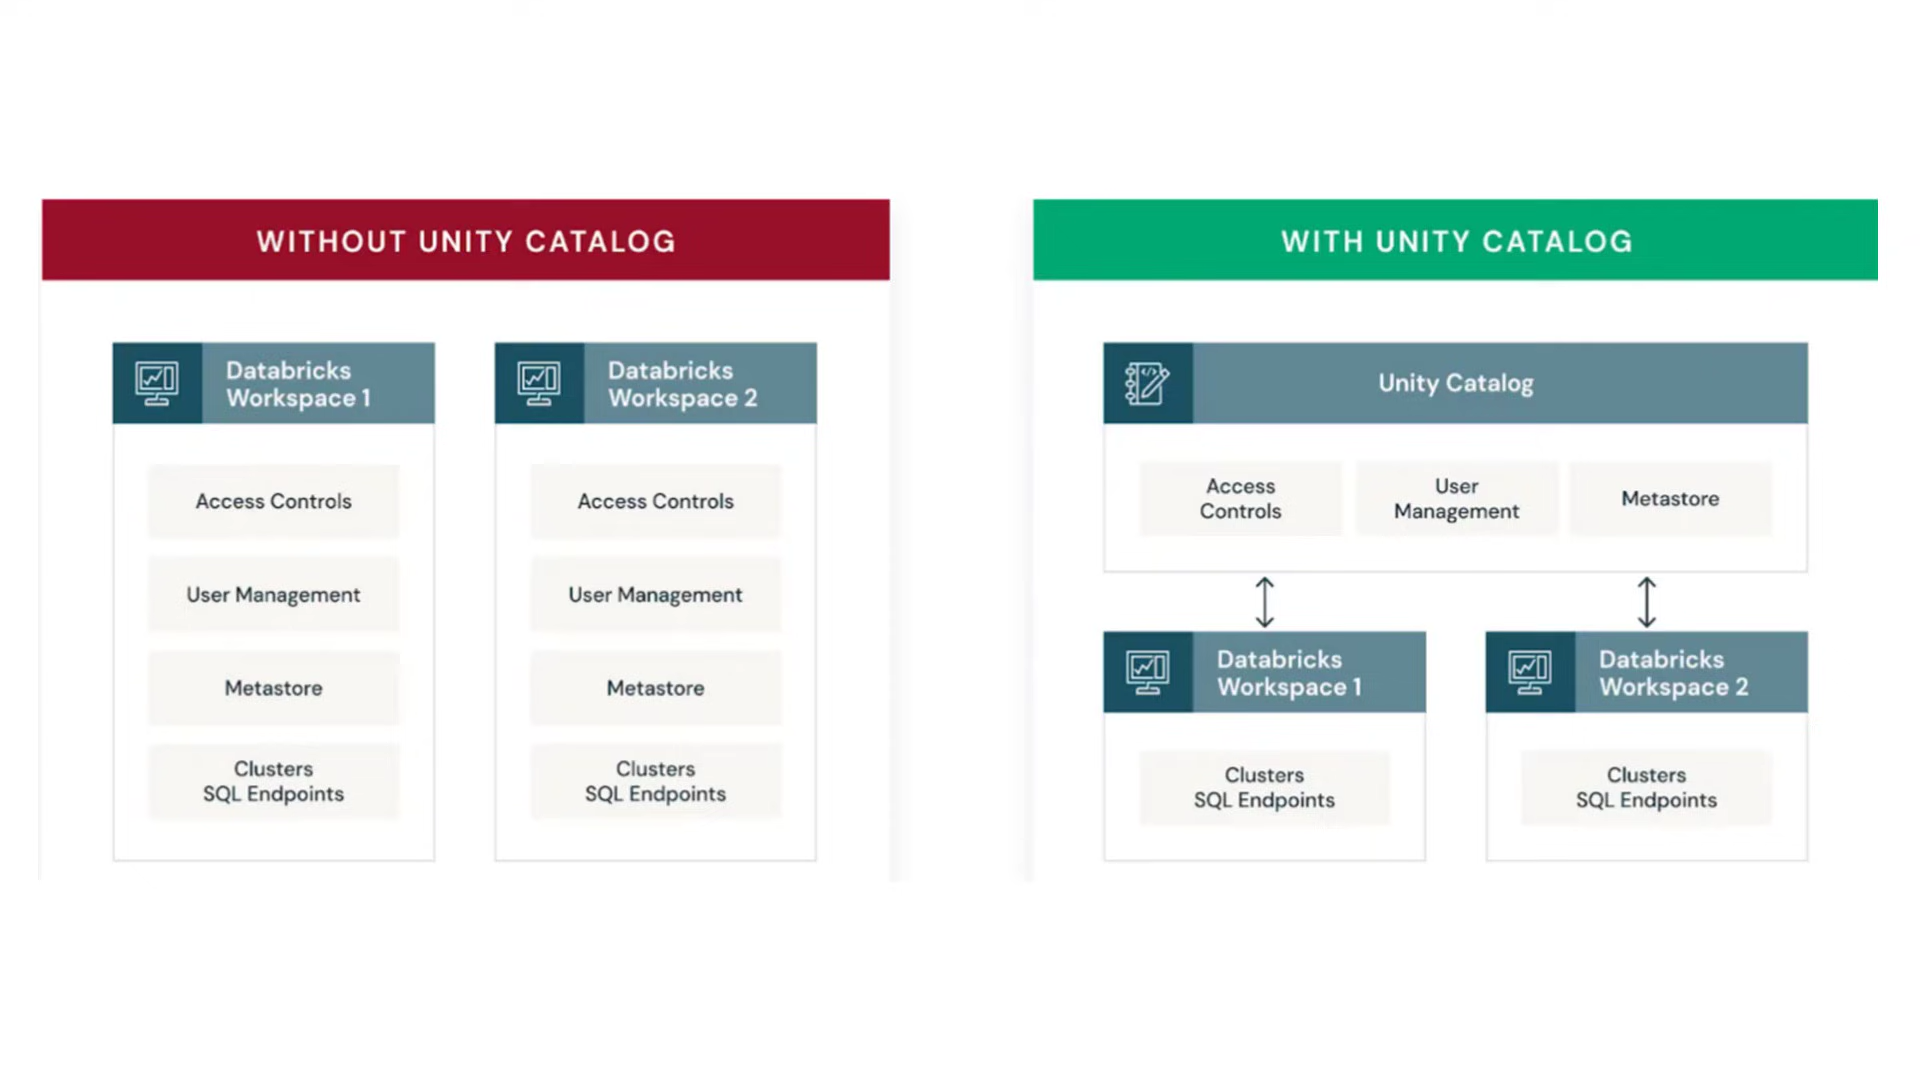 WITHOUT UNITY CATALOG
Databricks
Workspace 1
Access Controls
User Management
Metastore
Clusters
SQL Endpoints
Databricks
Workspace 2
Access Controls
User Management
Metastore
Clusters
SQL Endpoints
WITH UNITY CATALOG
Unity Catalog
Access
Controls
User
Management
Metastore
Databricks
Workspace 1
Clusters
SQL Endpoints
Databricks
Workspace 2
Clusters
SQL Endpoints